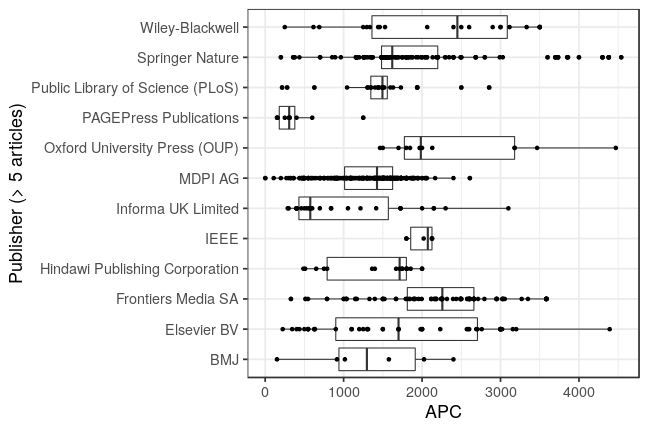 Publisher (> 5 articles)
Wiley-Blackwell
Springer Nature
Public Library of Science (PLoS)
PAGEPress Publications
Oxford University Press (OUP)
MDPI AG
Informa UK Limited
IEEE
Hindawi Publishing Corporation
Frontiers Media SA
Elsevier BV
BMJ
0 1000 2000 3000 4000
APC